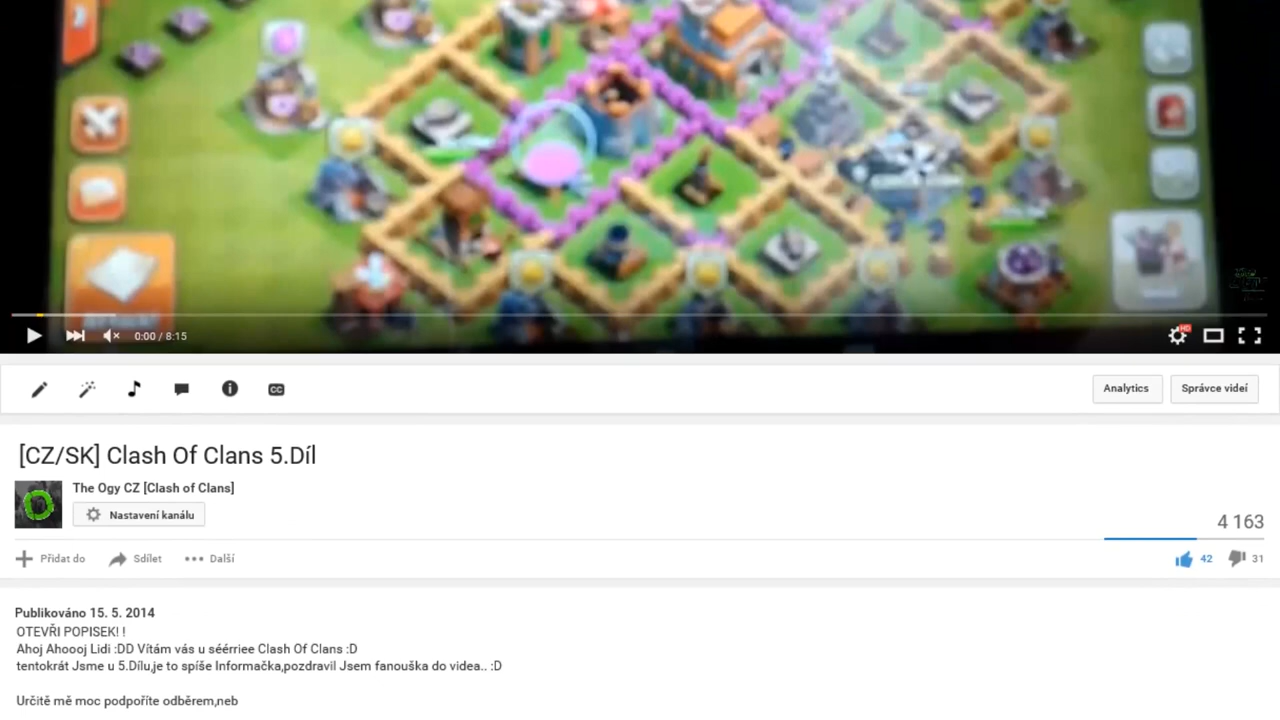 0:00 / 8:15
HD
CC
Analytics
Správce videí
[CZ/SK] Clash Of Clans 5.Díl
The Ogy CZ [Clash of Clans]
Nastavení kanálu
4 163
Přidat do
Sdílet
Další
42
31
Publikováno 15. 5. 2014
OTEVŘI POPISEK! !
Ahoj Ahoooj Lidi :DD Vítám vás u séérriee Clash Of Clans :D
tentokrát Jsme u 5.Dílu,je to spíše Informačka,pozdravil Jsem fanouška do videa.. :D
Určitě mě moc podpoříte odběrem,neb